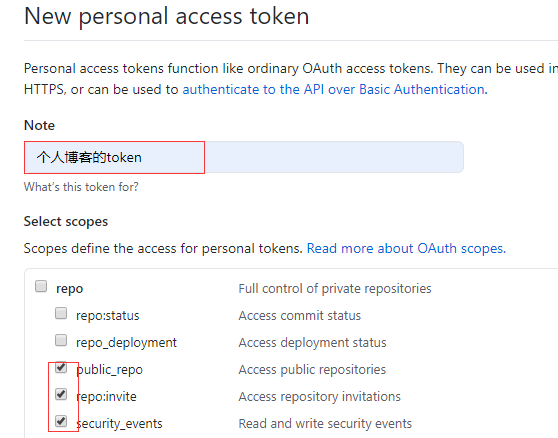 New personal access token
Personal access tokens function like ordinary OAuth access tokens. They can be used in
HTTPS, or can be used to authenticate to the API over Basic Authentication.
Note
个人博客的token
What's this token for?
Select scopes
Scopes define the access for personal tokens. Read more about OAuth scopes.
repo Full control of private repositories
repo:status Access commit status
repo_deployment Access deployment status
public_repo Access public repositories
repo:invite Access repository invitations
security_events Read and write security events